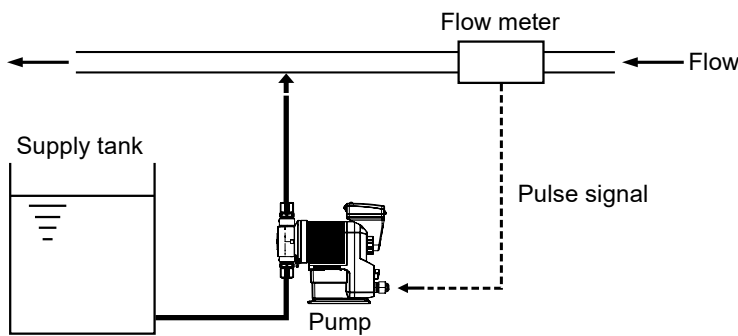 Flow meter
Flow
Supply tank
Pulse signal
Pump